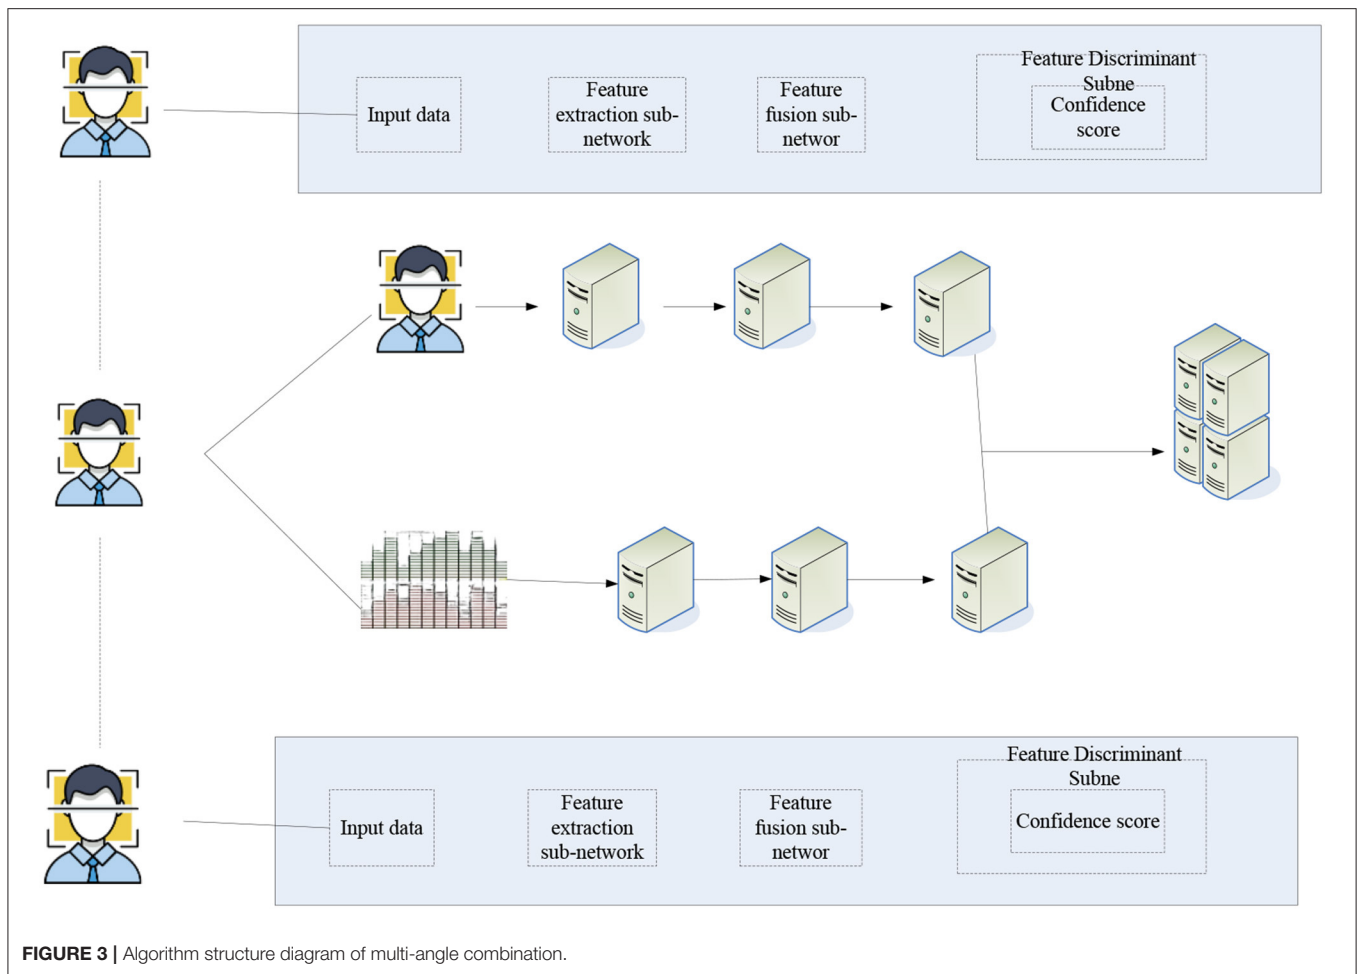 Input data
Feature
extraction sub-
network
Feature
fusion sub-
networ
Feature Discriminant
Subne
Confidence
score
Input data
Feature
extraction
sub-network
Feature
fusion sub-
networ
Feature Discriminant
Subne
Confidence score
FIGURE 3 | Algorithm structure diagram of multi-angle combination.